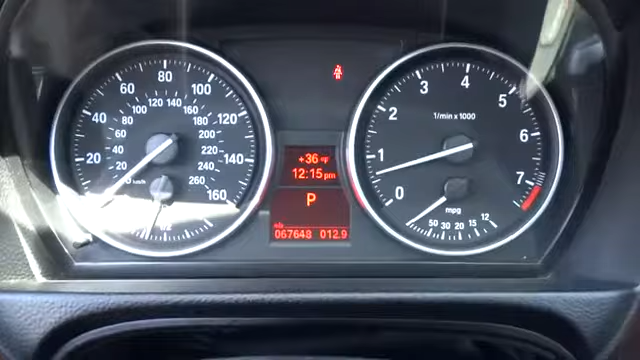 20 40 60 80 100 120 140 160
20 40 60 80 100 120 140 160 180 200 220 240 260
km/h
1/min x 1000
0 1 2 3 4 5 6 7
mpg
50 30 20 15 12
+36 °F
12:15 pm
P
mls
067648 012.9